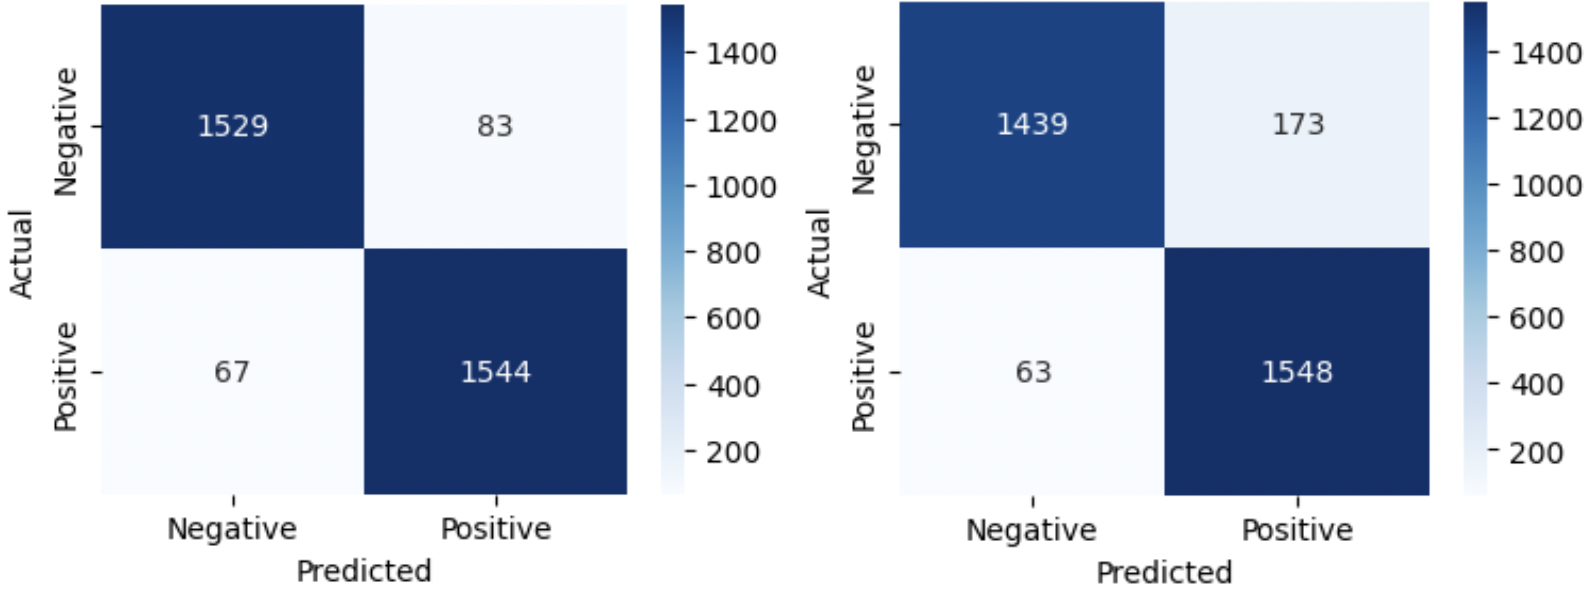 Actual
Negative
Positive
1529
83
67
1544
Negative
Positive
Predicted
1400
1200
1000
800
600
400
200
Actual
Negative
Positive
1439
173
63
1548
Negative
Positive
Predicted
1400
1200
1000
800
600
400
200